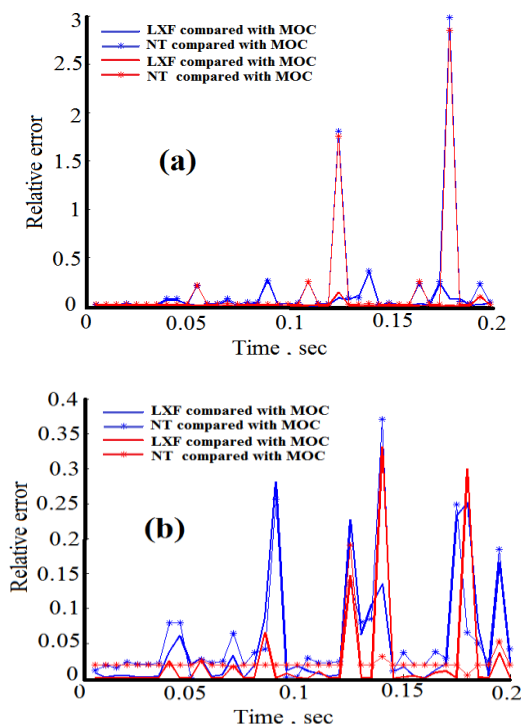 3
LXF compared with MOC
NT compared with MOC
LXF compared with MOC
NT compared with MOC
2.5
2
1.5
1
0.5
0
Relative error
(a)
0
0.05
0.1
0.15
0.2
Time , sec
0.4
LXF compared with MOC
NT compared with MOC
LXF compared with MOC
NT compared with MOC
0.35
0.3
0.25
0.2
0.15
0.1
0.05
0
Relative error
(b)
0
0.05
0.1
0.15
0.2
Time , sec